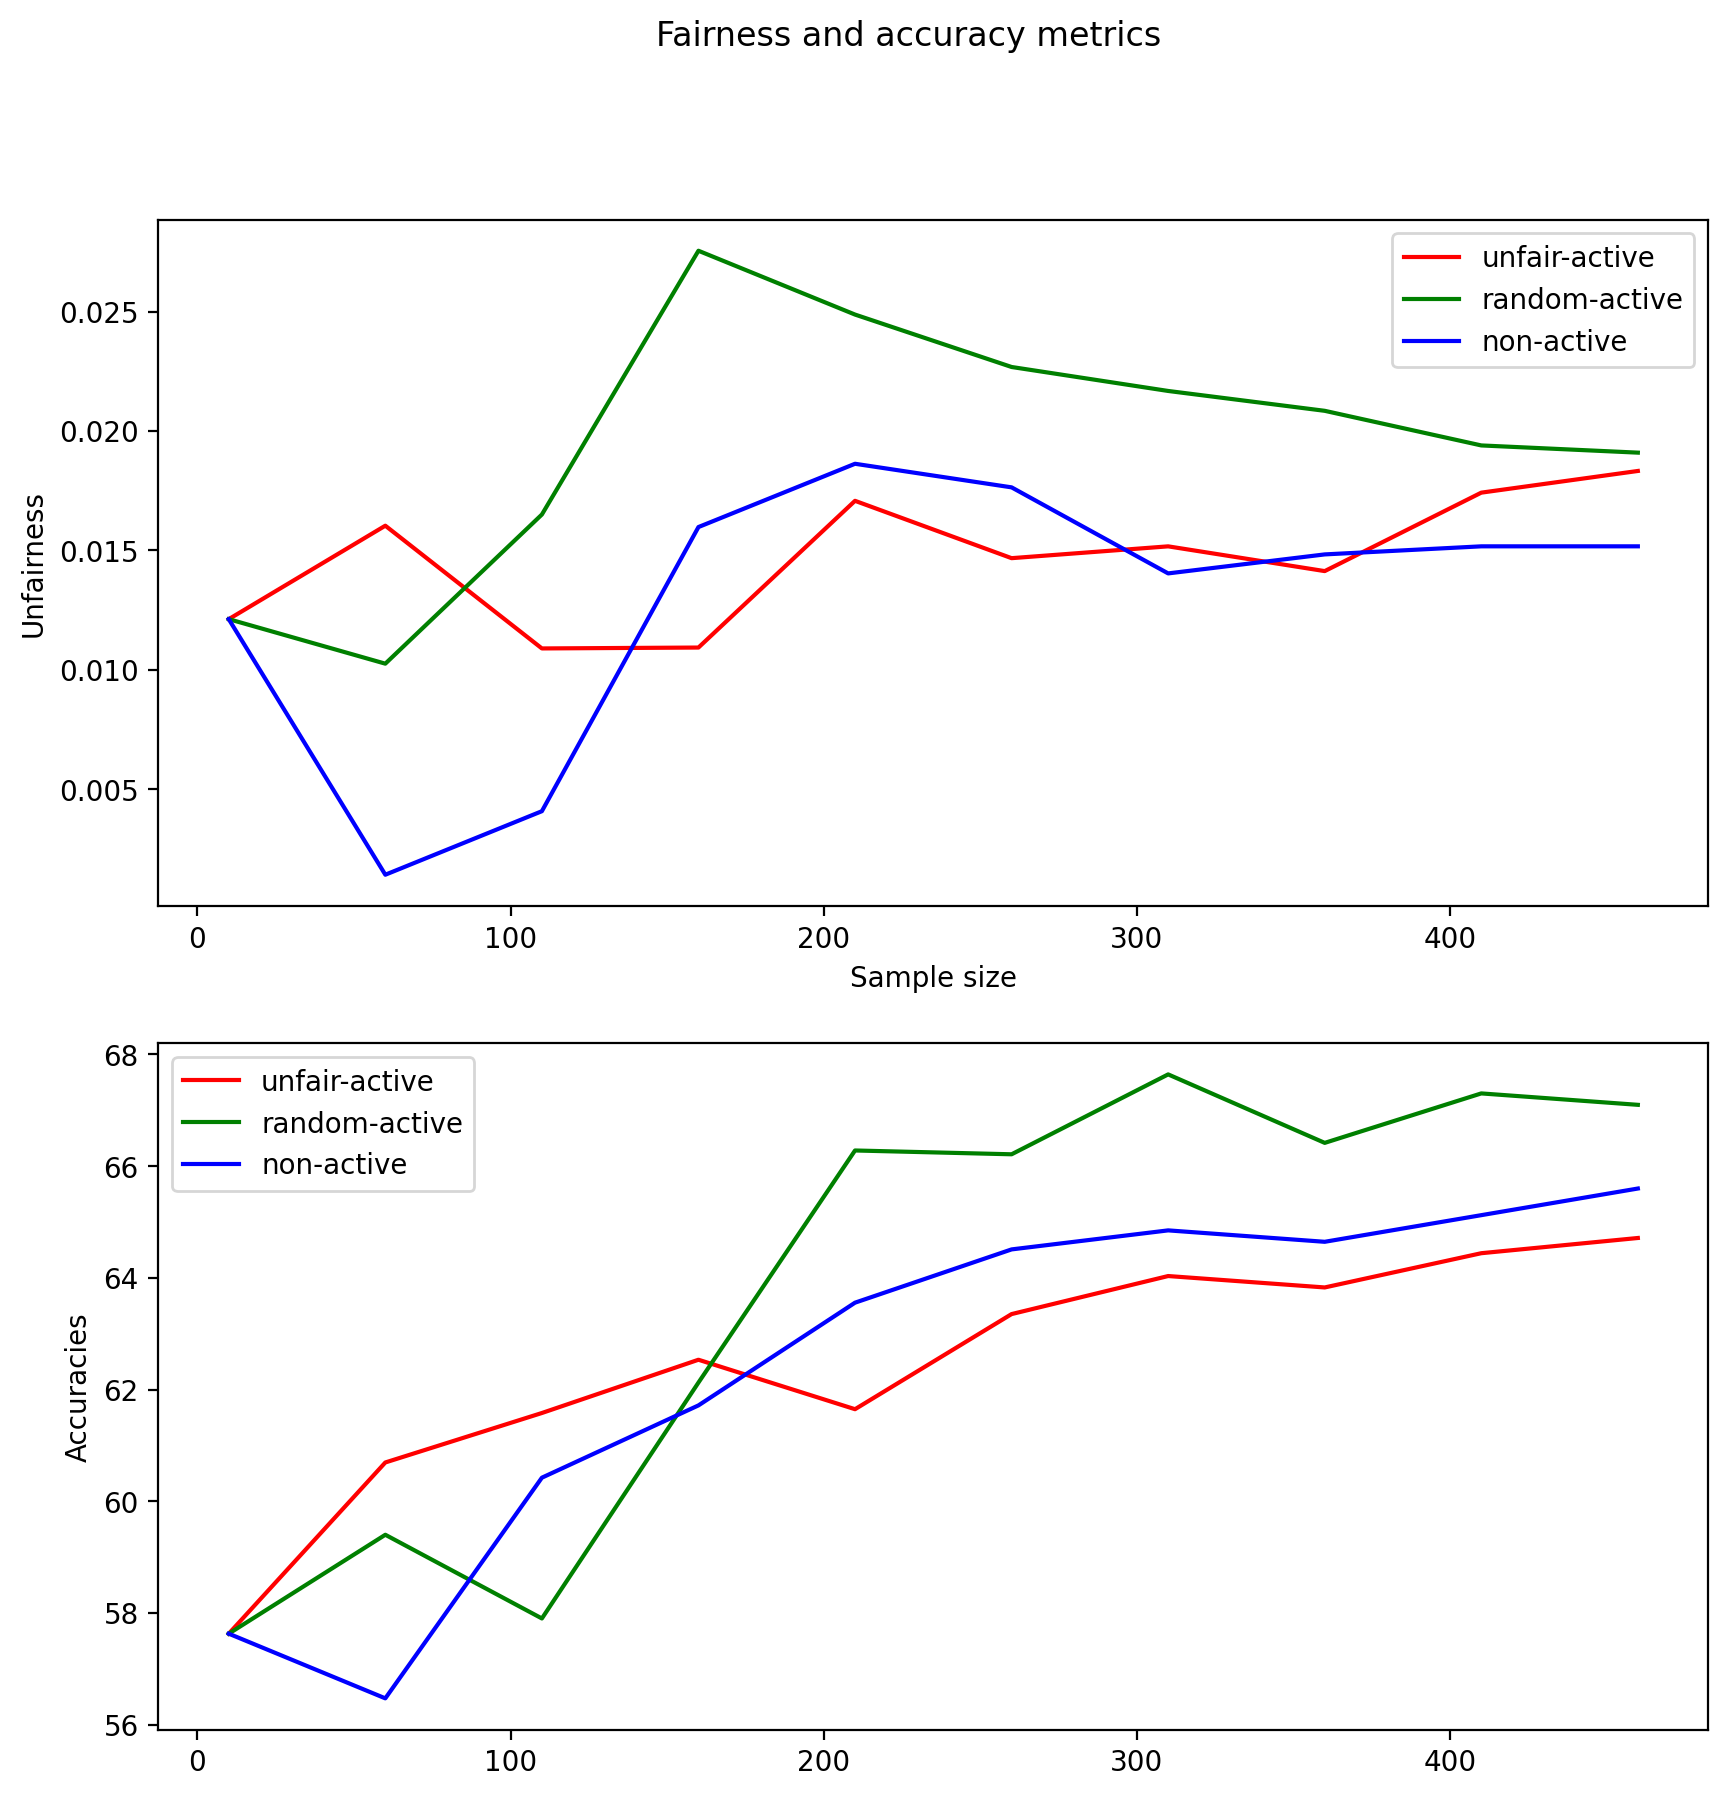 Fairness and accuracy metrics
Unfairness
0.025
0.020
0.015
0.010
0.005
unfair-active
random-active
non-active
0 100 200 300 400
Sample size
Accuracies
68
66
64
62
60
58
56
unfair-active
random-active
non-active
0 100 200 300 400